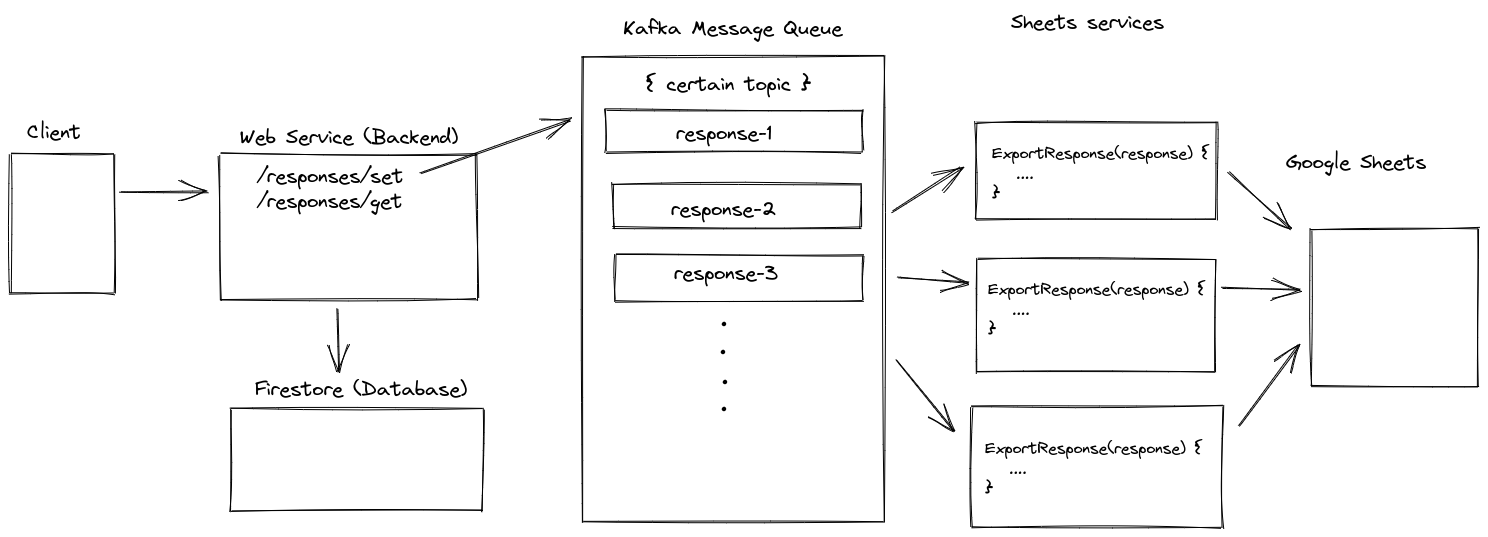 Client
Web Service (Backend)
/responses/set
/responses/get
Firestore (Database)
Kafka Message Queue
{ certain topic }
response-1
response-2
response-3
Sheets services
ExportResponse(response) {
....
}
ExportResponse(response) {
....
}
ExportResponse(response) {
....
}
Google Sheets